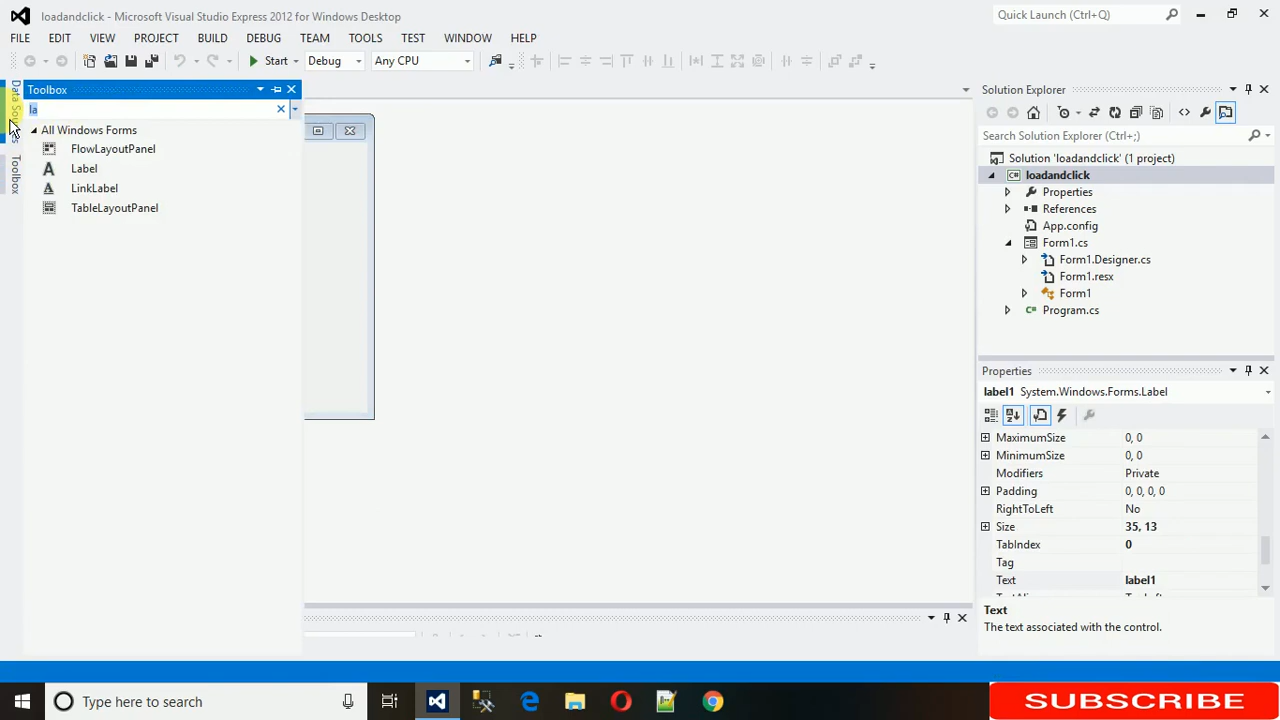 loadandclick - Microsoft Visual Studio Express 2012 for Windows Desktop
Quick Launch (Ctrl+Q)
FILE EDIT VIEW PROJECT BUILD DEBUG TEAM TOOLS TEST WINDOW HELP
Start Debug Any CPU
Toolbox
la
All Windows Forms
FlowLayoutPanel
Label
LinkLabel
TableLayoutPanel
Toolbox
Solution Explorer
Search Solution Explorer (Ctrl+;)
Solution 'loadandclick' (1 project)
loadandclick
Properties
References
App.config
Form1.cs
Form1.Designer.cs
Form1.resx
Form1
Program.cs
Properties
label1 System.Windows.Forms.Label
MaximumSize 0, 0
MinimumSize 0, 0
Modifiers Private
Padding 0, 0, 0, 0
RightToLeft No
Size 35, 13
TabIndex 0
Tag
Text label1
Text
The text associated with the control.
Type here to search
SUBSCRIBE